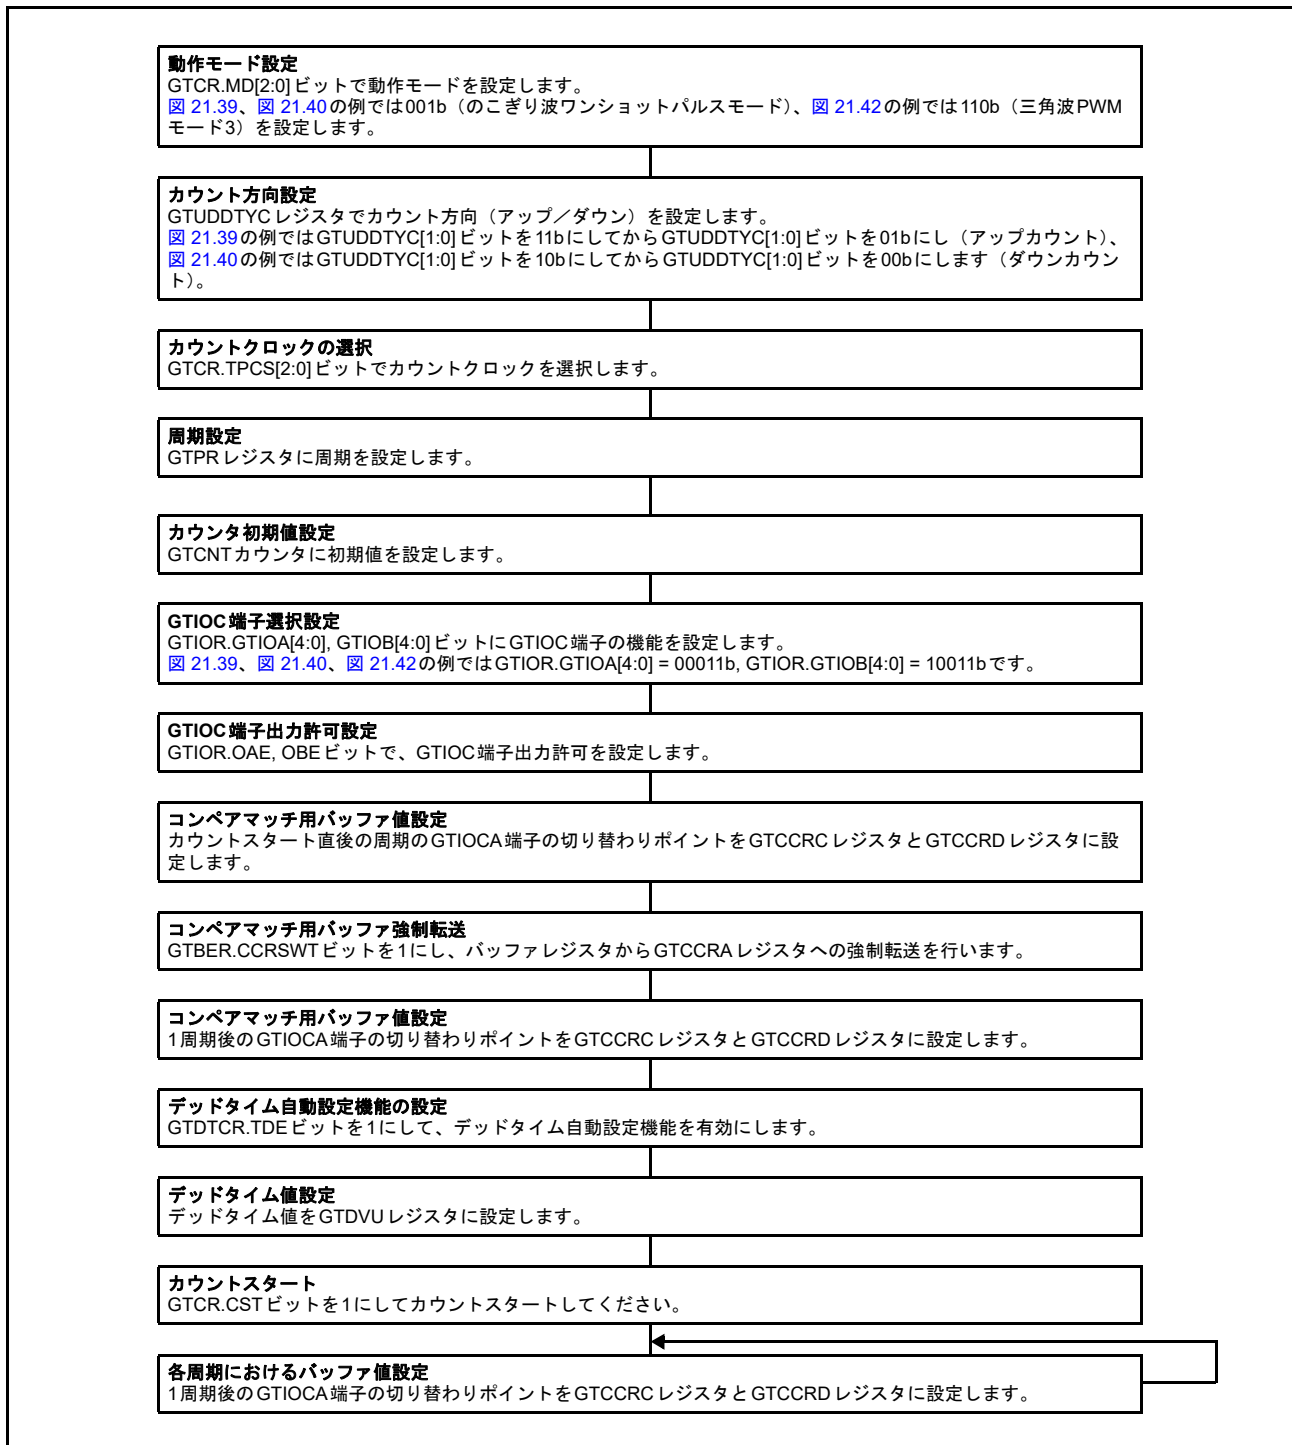 動作モード設定
GTCR.MD[2:0]ビットで動作モードを設定します。
図 21.39、図 21.40の例では001b（のこぎり波ワンショットパルスモード）、図 21.42の例では110b（三角波PWM
モード3）を設定します。
カウント方向設定
GTUDDTYCレジスタでカウント方向（アップ／ダウン）を設定します。
図 21.39の例ではGTUDDTYC[1:0]ビットを11bにしてからGTUDDTYC[1:0]ビットを01bにし（アップカウント）、
図 21.40の例ではGTUDDTYC[1:0]ビットを10bにしてからGTUDDTYC[1:0]ビットを00bにします（ダウンカウン
ト）。
カウントクロックの選択
GTCR.TPCS[2:0]ビットでカウントクロックを選択します。
周期設定
GTPRレジスタに周期を設定します。
カウンタ初期値設定
GTCNTカウンタに初期値を設定します。
GTIOC端子選択設定
GTIOR.GTIOA[4:0], GTIOB[4:0]ビットにGTIOC端子の機能を設定します。
図 21.39、図 21.40、図 21.42の例ではGTIOR.GTIOA[4:0] = 00011b, GTIOR.GTIOB[4:0] = 10011bです。
GTIOC端子出力許可設定
GTIOR.OAE, OBEビットで、GTIOC端子出力許可を設定します。
コンペアマッチ用バッファ値設定
カウントスタート直後の周期のGTIOCA端子の切り替わりポイントをGTCCRCレジスタとGTCCRDレジスタに設
定します。
コンペアマッチ用バッファ強制転送
GTBER.CCRSWTビットを1にし、バッファレジスタからGTCCRAレジスタへの強制転送を行います。
コンペアマッチ用バッファ値設定
1周期後のGTIOCA端子の切り替わりポイントをGTCCRCレジスタとGTCCRDレジスタに設定します。
デッドタイム自動設定機能の設定
GTDTCR.TDEビットを1にして、デッドタイム自動設定機能を有効にします。
デッドタイム値設定
デッドタイム値をGTDVUレジスタに設定します。
カウントスタート
GTCR.CSTビットを1にしてカウントスタートしてください。
各周期におけるバッファ値設定
1周期後のGTIOCA端子の切り替わりポイントをGTCCRCレジスタとGTCCRDレジスタに設定します。